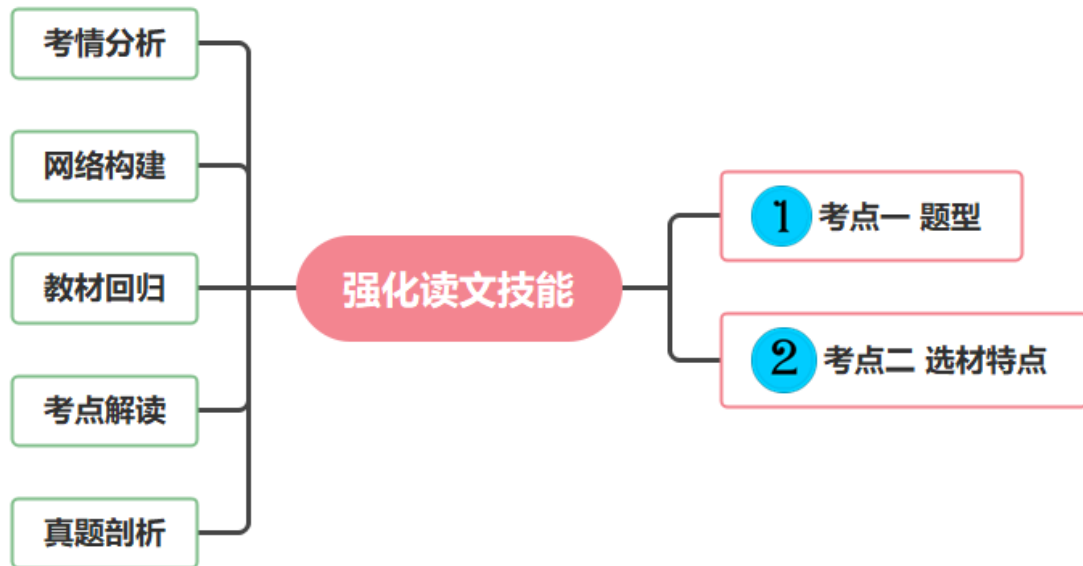 考情分析
网络构建
教材回归
考点解读
真题剖析
强化读文技能
1 考点一 题型
2 考点二 选材特点